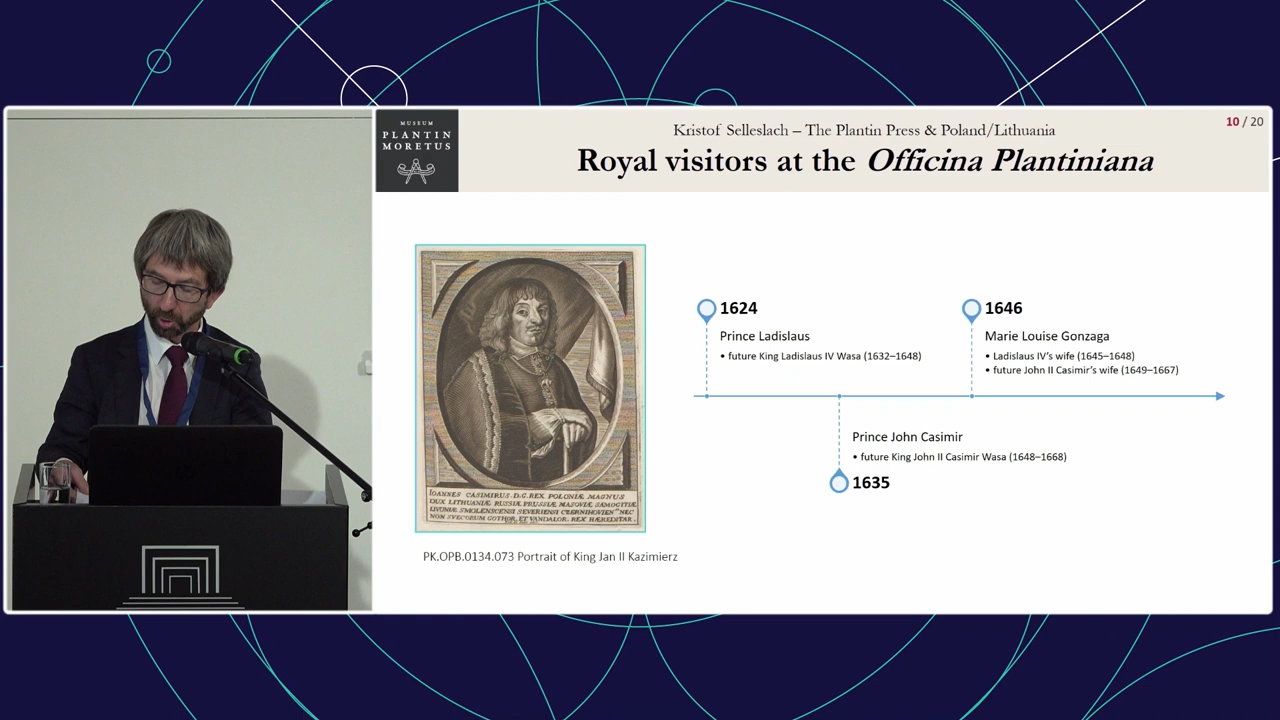 MUSEUM
PLANTIN
MORETUS
Kristof Selleslach – The Plantin Press & Poland/Lithuania
10 / 20
Royal visitors at the Officina Plantiniana
1624
Prince Ladislaus
• future King Ladislaus IV Wasa (1632–1648)
1646
Marie Louise Gonzaga
• Ladislaus IV's wife (1645–1648)
• future John II Casimir's wife (1649–1667)
Prince John Casimir
• future King John II Casimir Wasa (1648–1668)
1635
IOANNES CASIMIRUS D.G. REX POLONIÆ MAGNUS
DUX LITHUANIÆ RUSSIÆ PRUSSIÆ MASOVIÆ SAMOGITIÆ
LIVONIÆ SMOLENSCENSI SEVERIENSI NEC
NON SVECORUM GOTHOR. ET VANDALOR. REX HÆREDITAR.
PK.OPB.0134.073 Portrait of King Jan II Kazimierz